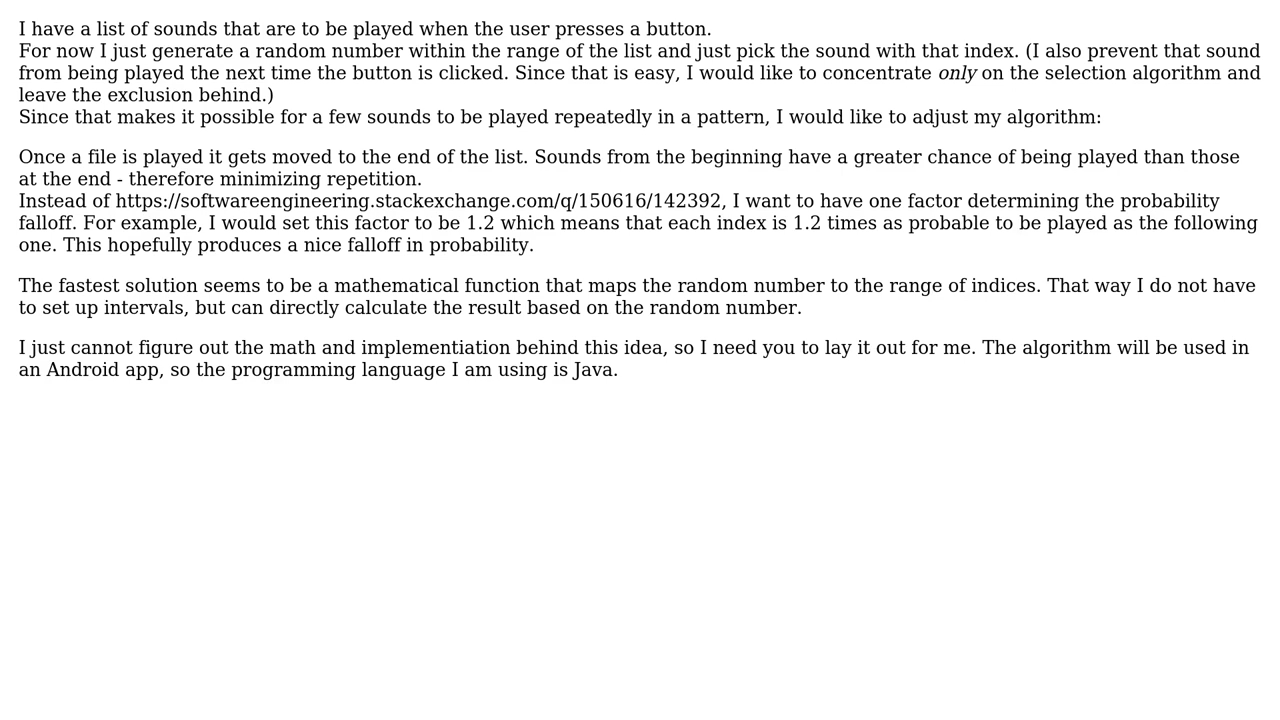 I have a list of sounds that are to be played when the user presses a button.
For now I just generate a random number within the range of the list and just pick the sound with that index. (I also prevent that sound
from being played the next time the button is clicked. Since that is easy, I would like to concentrate only on the selection algorithm and
leave the exclusion behind.)
Since that makes it possible for a few sounds to be played repeatedly in a pattern, I would like to adjust my algorithm:
Once a file is played it gets moved to the end of the list. Sounds from the beginning have a greater chance of being played than those
at the end - therefore minimizing repetition.
Instead of https://softwareengineering.stackexchange.com/q/150616/142392, I want to have one factor determining the probability
falloff. For example, I would set this factor to be 1.2 which means that each index is 1.2 times as probable to be played as the following
one. This hopefully produces a nice falloff in probability.
The fastest solution seems to be a mathematical function that maps the random number to the range of indices. That way I do not have
to set up intervals, but can directly calculate the result based on the random number.
I just cannot figure out the math and implementiation behind this idea, so I need you to lay it out for me. The algorithm will be used in
an Android app, so the programming language I am using is Java.